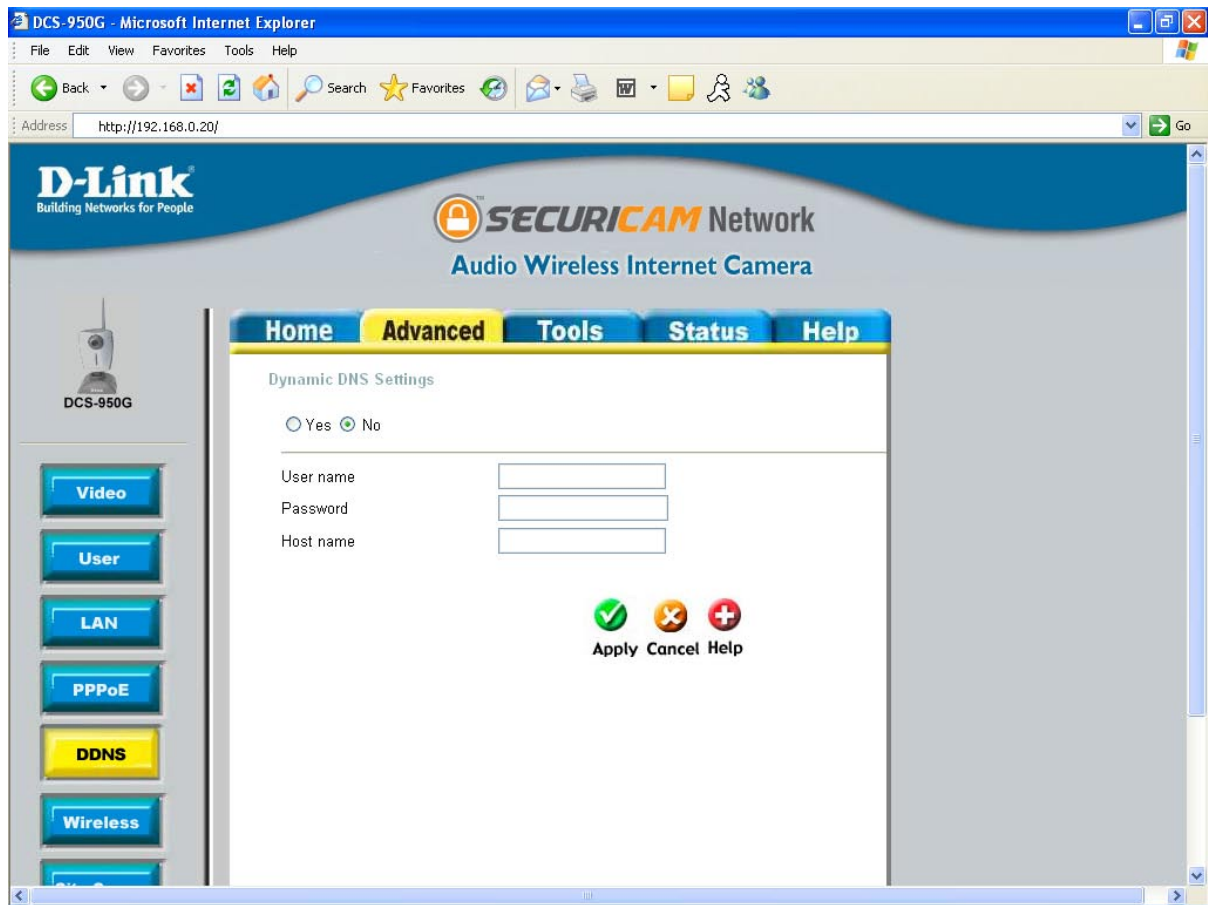 DCS-950G - Microsoft Internet Explorer
File Edit View Favorites Tools Help
Back Search Favorites
Address http://192.168.0.20/ Go
D-Link
Building Networks for People
SECURICAM Network
Audio Wireless Internet Camera
DCS-950G
Home Advanced Tools Status Help
Dynamic DNS Settings
Yes No
User name
Password
Host name
Apply Cancel Help
Video
User
LAN
PPPoE
DDNS
Wireless